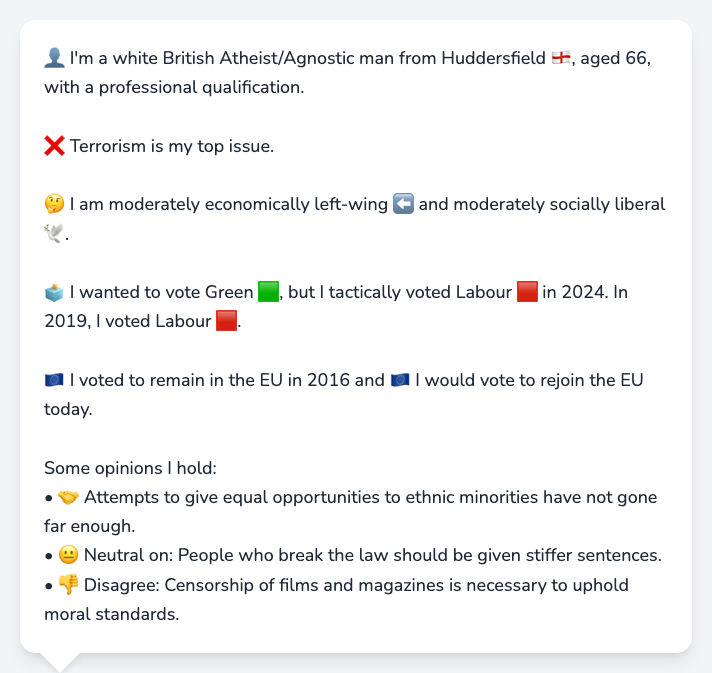 👤 I'm a white British Atheist/Agnostic man from Huddersfield 🏴󠁧󠁢󠁥󠁮󠁧󠁿, aged 66,
with a professional qualification.
❌ Terrorism is my top issue.
🤔 I am moderately economically left-wing ⬅️ and moderately socially liberal
🕊️.
🗳️ I wanted to vote Green 🟩, but I tactically voted Labour 🟥 in 2024. In
2019, I voted Labour 🟥.
🇪🇺 I voted to remain in the EU in 2016 and 🇪🇺 I would vote to rejoin the EU
today.
Some opinions I hold:
• 🤝 Attempts to give equal opportunities to ethnic minorities have not gone
far enough.
• 😐 Neutral on: People who break the law should be given stiffer sentences.
• 👎 Disagree: Censorship of films and magazines is necessary to uphold
moral standards.